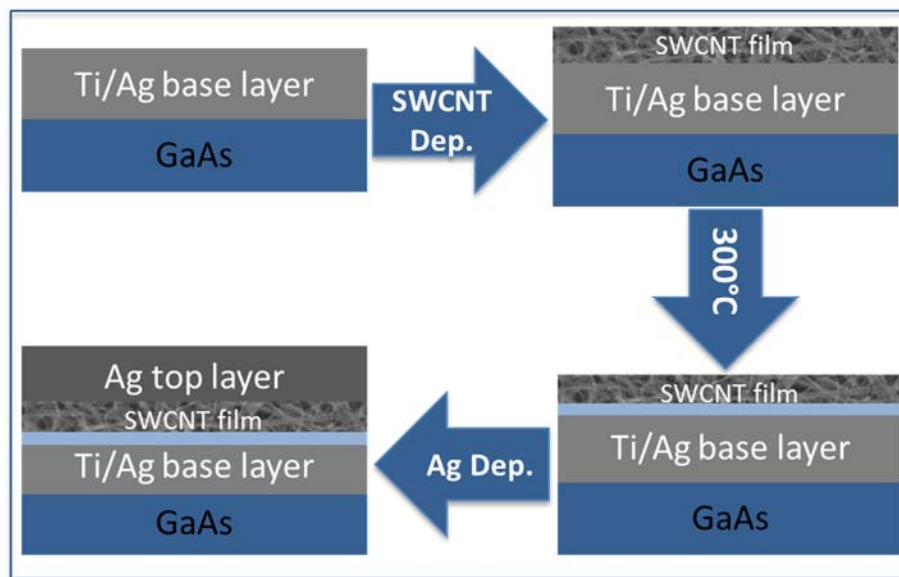 Ti/Ag base layer
GaAs
SWCNT
Dep.
SWCNT film
Ti/Ag base layer
GaAs
300°C
SWCNT film
Ti/Ag base layer
GaAs
Ag Dep.
Ag top layer
SWCNT film
Ti/Ag base layer
GaAs